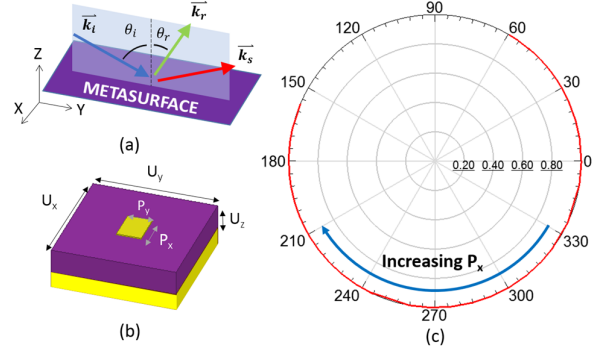 Z
X
Y
k_i
θ_i
θ_r
k_r
k_s
METASURFACE
(a)
U_x
U_y
U_z
P_y
P_x
(b)
90
60
30
0
330
300
270
240
210
180
150
120
0.20 0.40 0.60 0.80
Increasing P_x
(c)